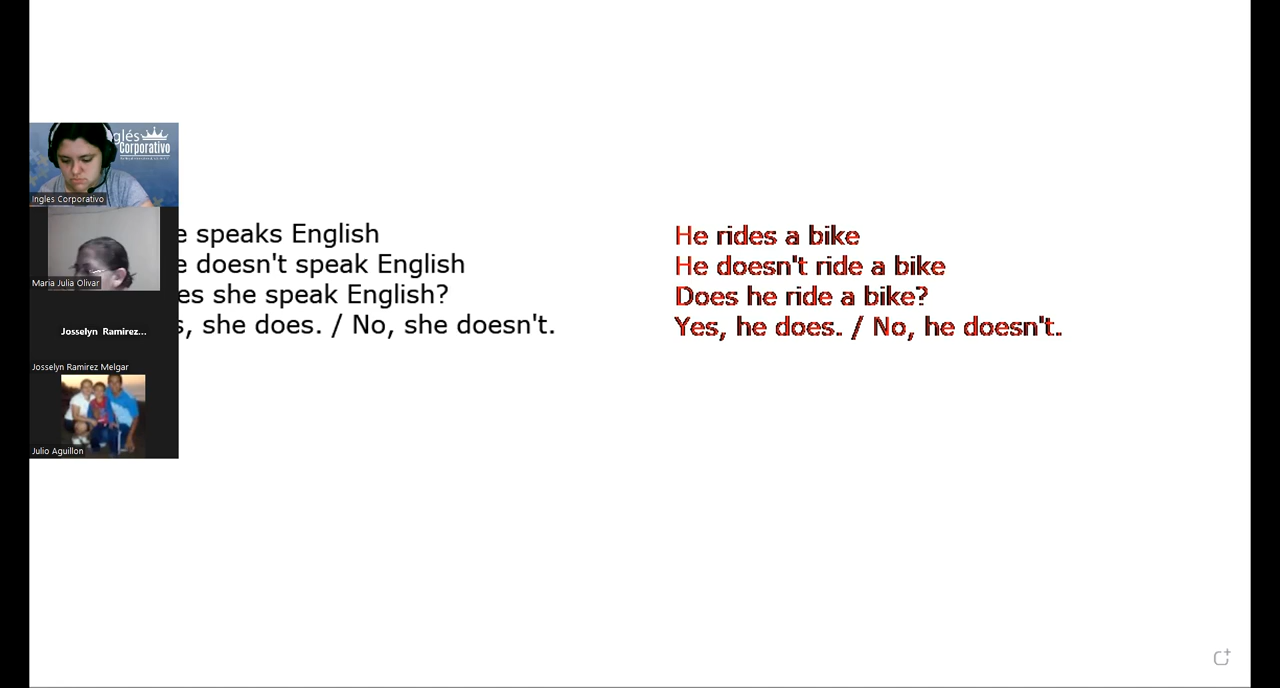 glés
Corporativo
Ingles Corporativo
Maria Julia Olivar
Josselyn Ramirez...
Josselyn Ramirez Melgar
Julio Aguillon
e speaks English
e doesn't speak English
es she speak English?
s, she does. / No, she doesn't.
He rides a bike
He doesn't ride a bike
Does he ride a bike?
Yes, he does. / No, he doesn't.